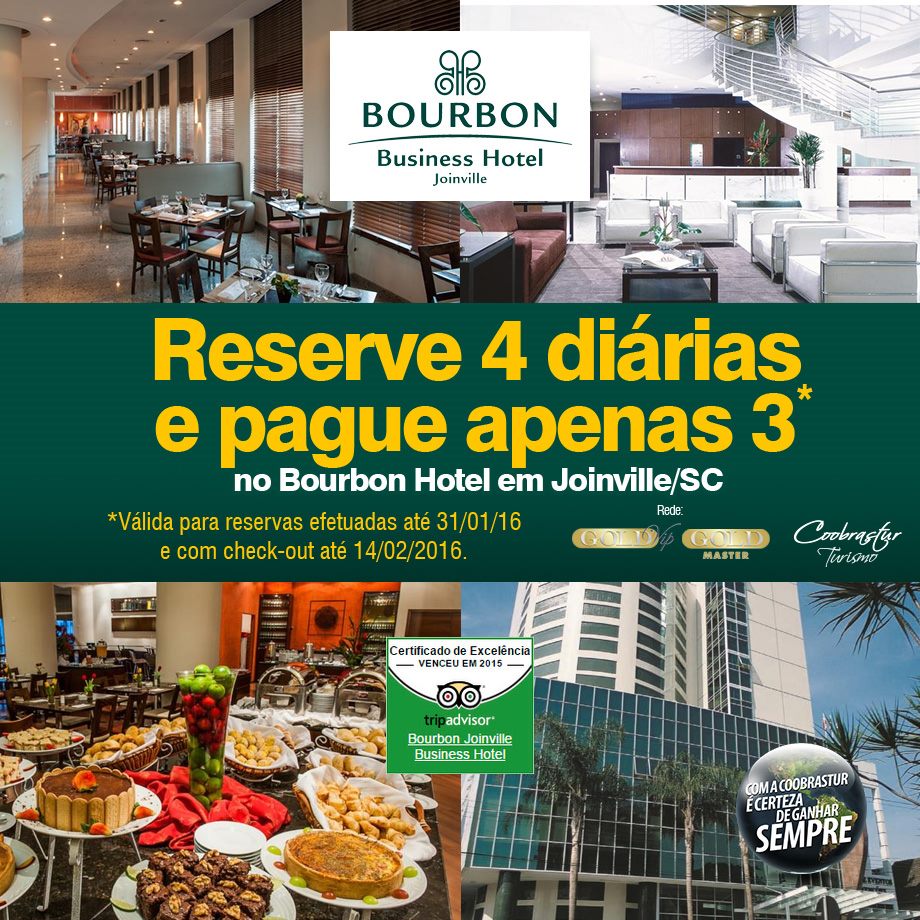 BOURBON
Business Hotel
Joinville
Reserve 4 diárias
e pague apenas 3*
no Bourbon Hotel em Joinville/SC
*Válida para reservas efetuadas até 31/01/16
e com check-out até 14/02/2016.
Rede:
GOLD Vip
GOLD
MASTER
Coobrastur
Turismo
Certificado de Excelência
VENCEU EM 2015
tripadvisor®
Bourbon Joinville
Business Hotel
COM A COOBRASTUR
É CERTEZA
DE GANHAR
SEMPRE